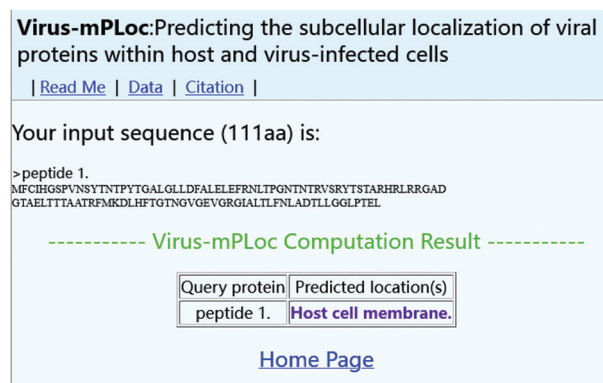 Virus-mPLoc:Predicting the subcellular localization of viral
proteins within host and virus-infected cells
| Read Me | Data | Citation |
Your input sequence (111aa) is:
>peptide 1.
MFCIHGSPVNSYTNTPYTGALGLLDFALELEFRNLTPGNTNTRVSRYTSTARHRLRRGAD
GTAELTTTAATRFMKDLHFTGTNGVGEVGRGIALTLFNLADTLLGGLPTEL
----------- Virus-mPLoc Computation Result -----------
Query protein Predicted location(s)
peptide 1. Host cell membrane.
Home Page